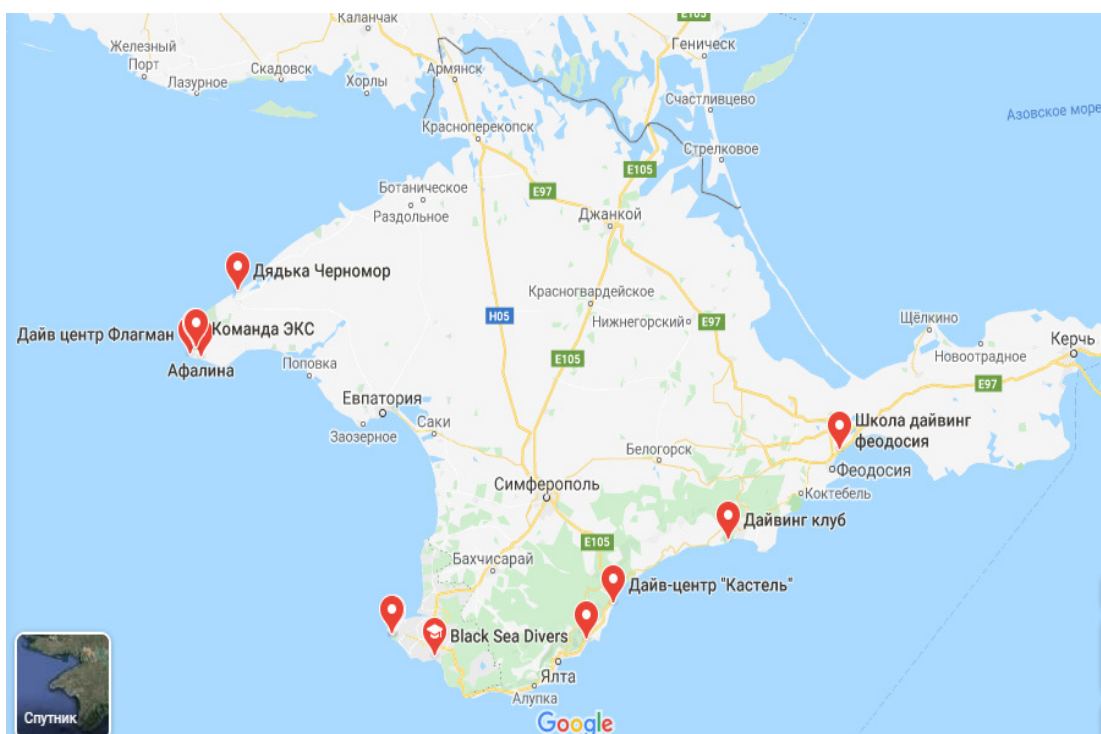 E105
Каланчак
Железный
Порт
Лазурное
Скадовск
Хорлы
Армянск
Геническ
Счастливцево
Азовское море
Красноперекопск
Стрелковое
E105
E97
Ботаническое
Раздольное
Джанкой
Дядька Черномор
Красногвардейское
H05
Нижнегорский
E97
Дайв центр Флагман
Команда ЭКС
Афалина
Поповка
E105
Щёлкино
Новоотрадное
Керчь
E97
Евпатория
Заозерное
Саки
Школа дайвинг
феодосия
Белогорск
Феодосия
Симферополь
Коктебель
Дайвинг клуб
E105
Бахчисарай
Дайв-центр "Кастель"
Black Sea Divers
Ялта
Алупка
Спутник
Google